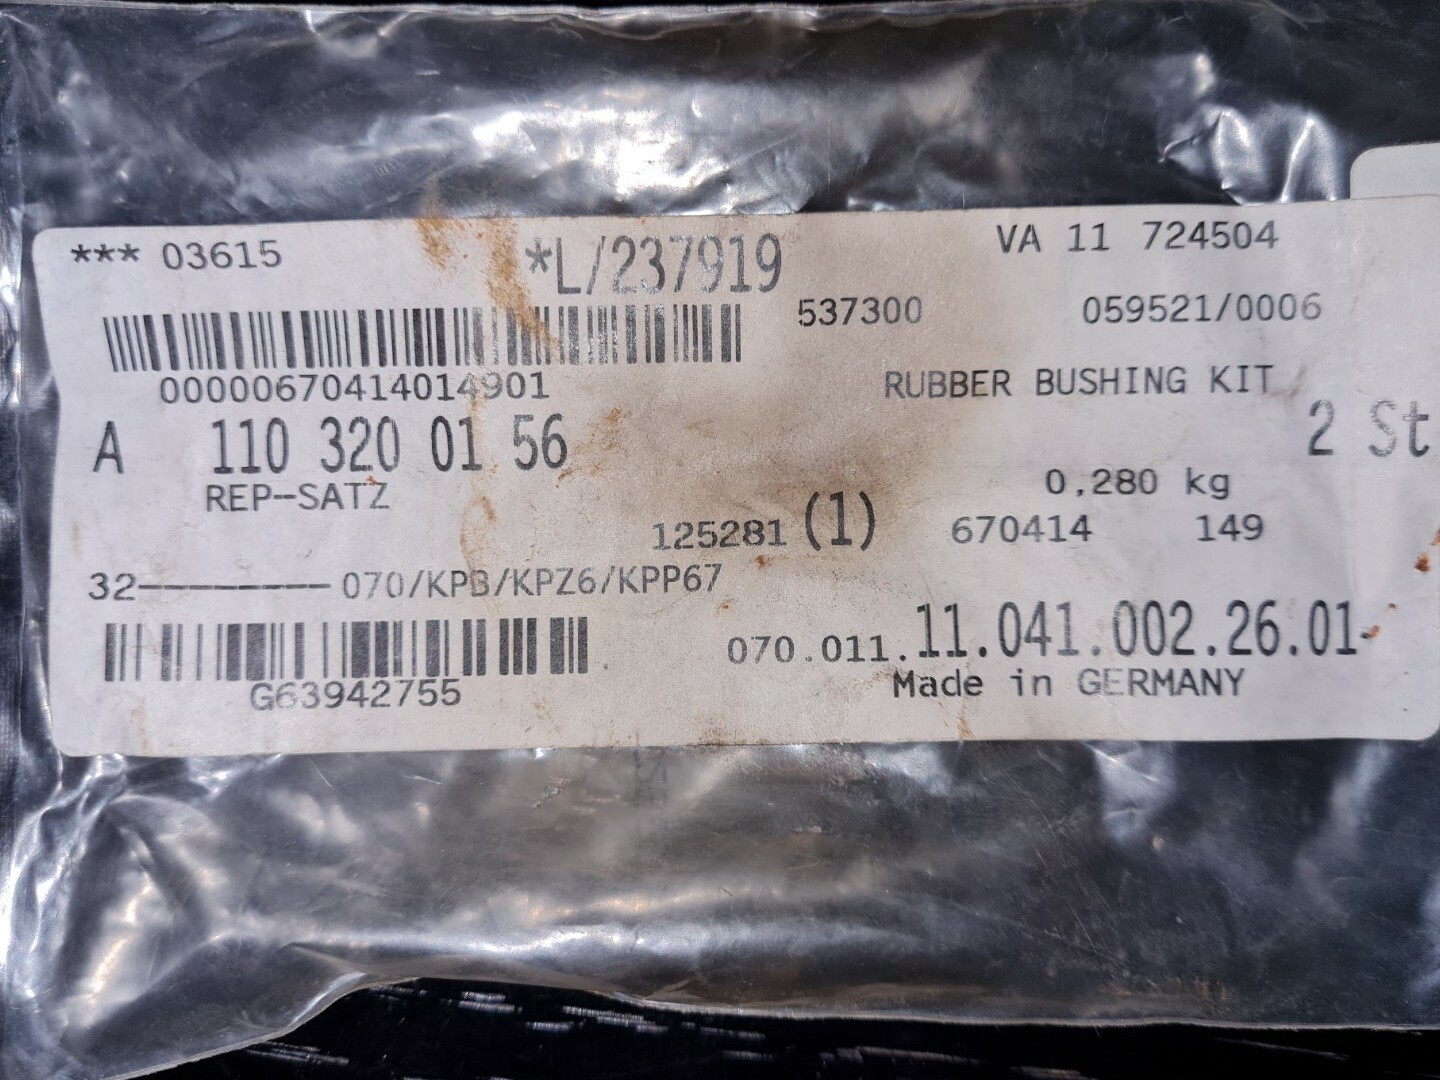 *** 03615
*L/237919
VA 11 724504
537300
059521/0006
00000670414014901
RUBBER BUSHING KIT
A 110 320 01 56
2 St
REP-SATZ
0,280 kg
125281 (1)
670414 149
32---------- 070/KPB/KPZ6/KPP67
070.011.11.041.002.26.01-
G63942755
Made in GERMANY